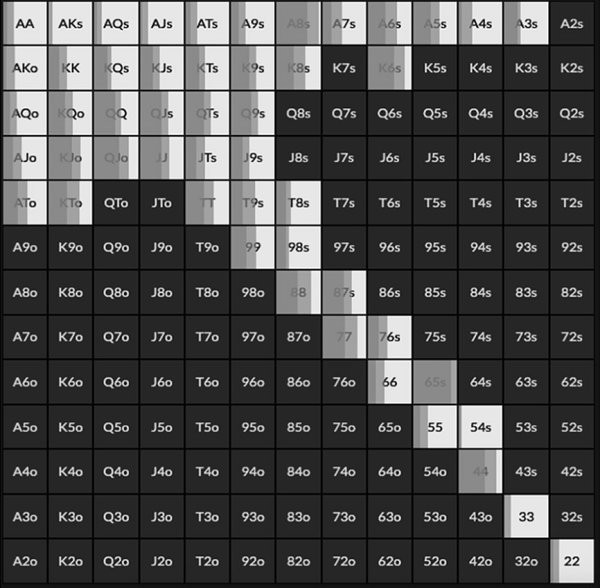 AA AKs AQs AJs ATs A9s A8s A7s A6s A5s A4s A3s A2s
AKo KK KQs KJs KTs K9s K8s K7s K6s K5s K4s K3s K2s
AQo KQo QQ QJs QTs Q9s Q8s Q7s Q6s Q5s Q4s Q3s Q2s
AJo KJo QJo JJ JTs J9s J8s J7s J6s J5s J4s J3s J2s
ATo KTo QTo JTo TT T9s T8s T7s T6s T5s T4s T3s T2s
A9o K9o Q9o J9o T9o 99 98s 97s 96s 95s 94s 93s 92s
A8o K8o Q8o J8o T8o 98o 88 87s 86s 85s 84s 83s 82s
A7o K7o Q7o J7o T7o 97o 87o 77 76s 75s 74s 73s 72s
A6o K6o Q6o J6o T6o 96o 86o 76o 66 65s 64s 63s 62s
A5o K5o Q5o J5o T5o 95o 85o 75o 65o 55 54s 53s 52s
A4o K4o Q4o J4o T4o 94o 84o 74o 64o 54o 44 43s 42s
A3o K3o Q3o J3o T3o 93o 83o 73o 63o 53o 43o 33 32s
A2o K2o Q2o J2o T2o 92o 82o 72o 62o 52o 42o 32o 22